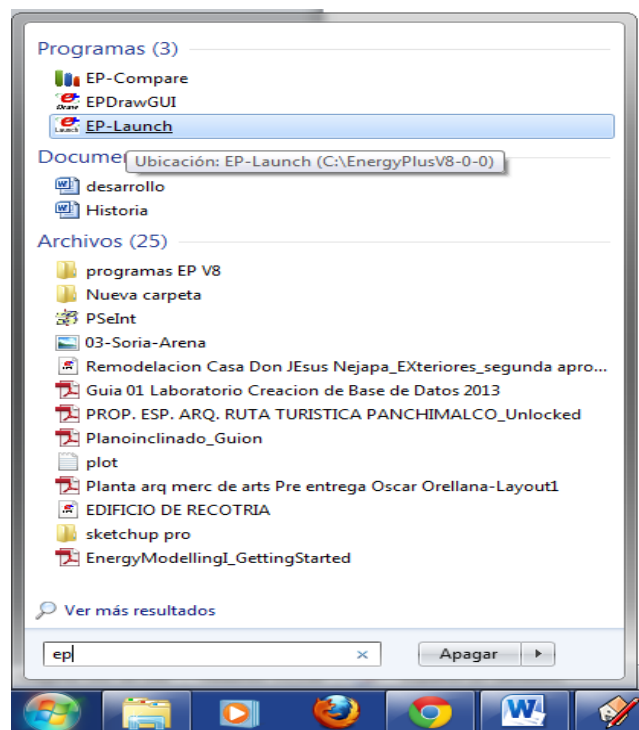 Programas (3)
EP-Compare
EPDrawGUI
EP-Launch
Ubicación: EP-Launch (C:\EnergyPlusV8-0-0)
desarrollo
Historia
Archivos (25)
programas EP V8
Nueva carpeta
PSeInt
03-Soria-Arena
Remodelacion Casa Don JEsus Nejapa_EXteriores_segunda apro...
Guia 01 Laboratorio Creacion de Base de Datos 2013
PROP. ESP. ARQ. RUTA TURISTICA PANCHIMALCO_Unlocked
Planoinclinado_Guion
plot
Planta arq merc de arts Pre entrega Oscar Orellana-Layout1
EDIFICIO DE RECOTRIA
sketchup pro
EnergyModellingI_GettingStarted
Ver más resultados
ep
Apagar